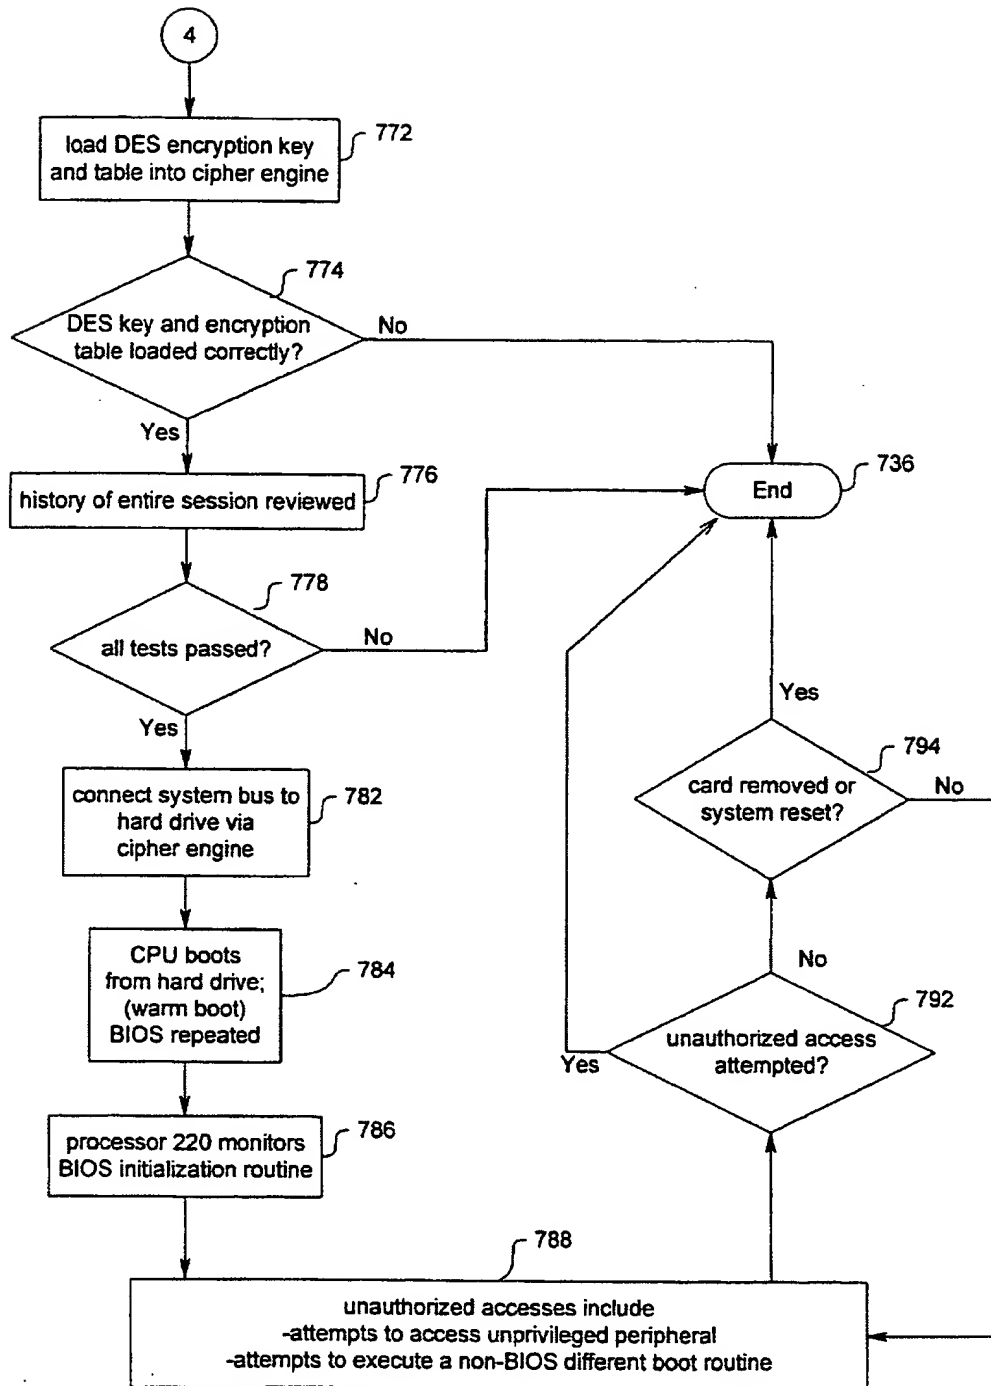 4
load DES encryption key
and table into cipher engine
772
774
DES key and encryption
table loaded correctly?
No
Yes
history of entire session reviewed
776
End
736
778
all tests passed?
No
Yes
connect system bus to
hard drive via
cipher engine
782
CPU boots
from hard drive;
(warm boot)
BIOS repeated
784
processor 220 monitors
BIOS initialization routine
786
788
unauthorized accesses include
-attempts to access unprivileged peripheral
-attempts to execute a non-BIOS different boot routine
unauthorized access
attempted?
792
Yes
No
card removed or
system reset?
794
Yes
No